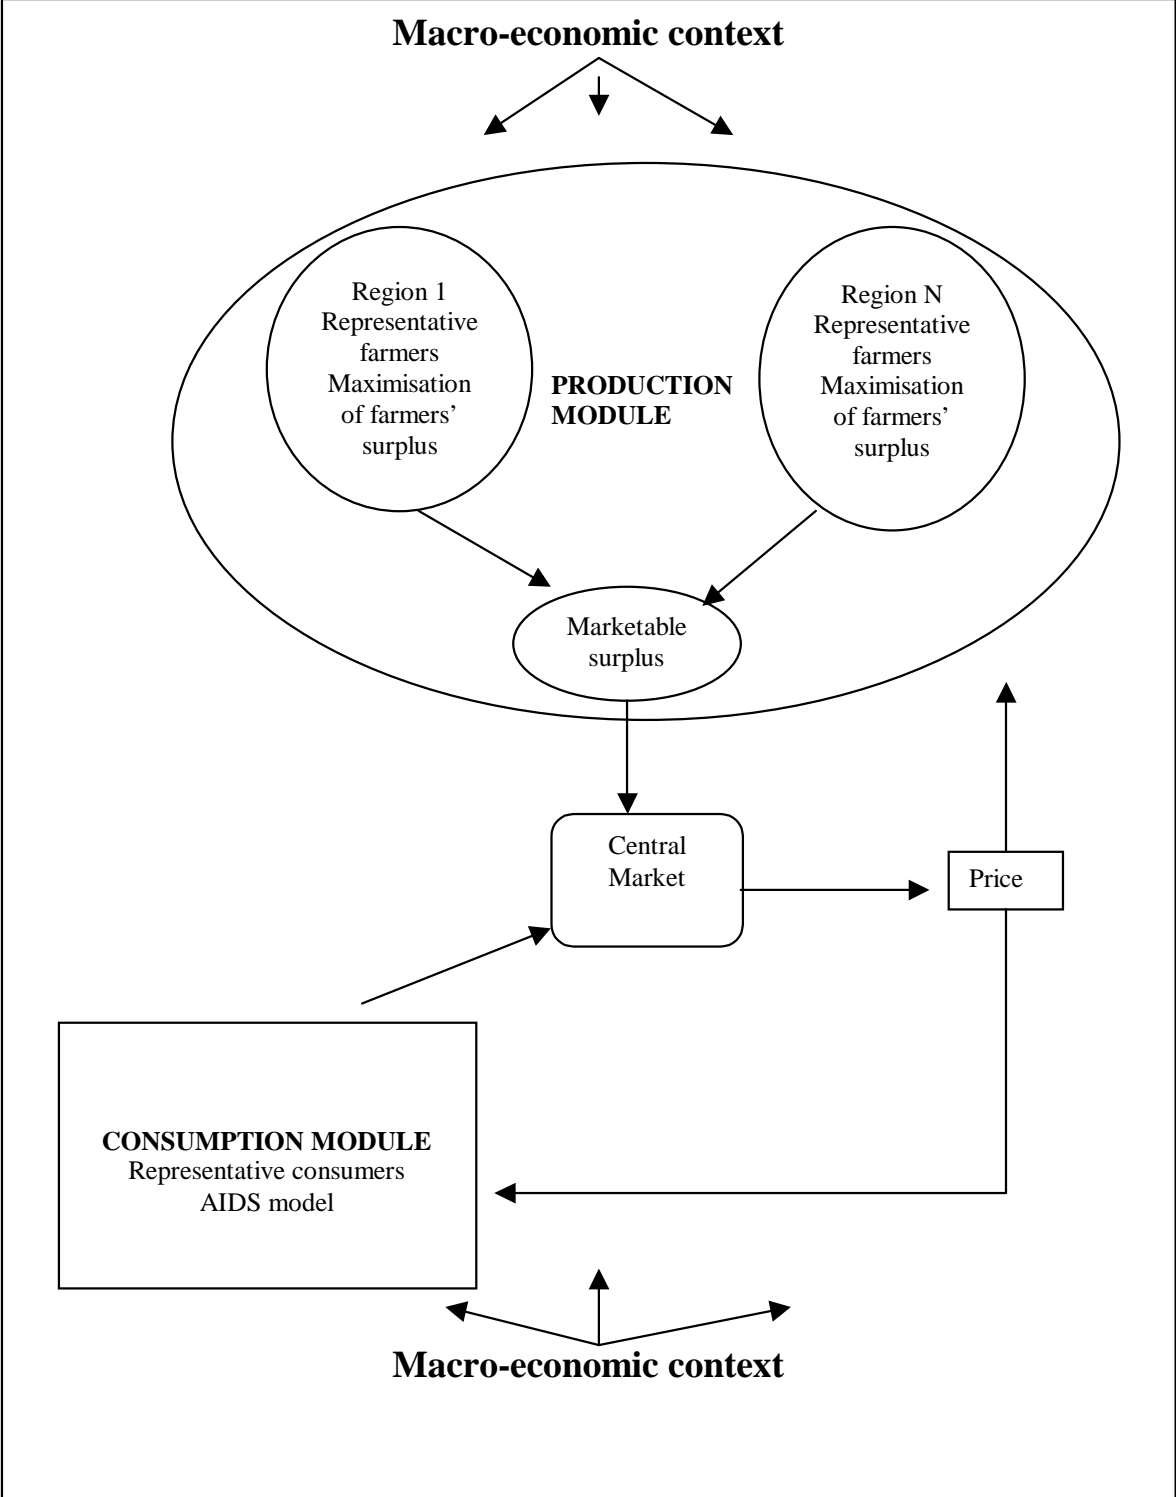 Macro-economic context
Region 1
Representative
farmers
Maximisation
of farmers’
surplus
PRODUCTION
MODULE
Region N
Representative
farmers
Maximisation
of farmers’
surplus
Marketable
surplus
Central
Market
Price
CONSUMPTION MODULE
Representative consumers
AIDS model
Macro-economic context